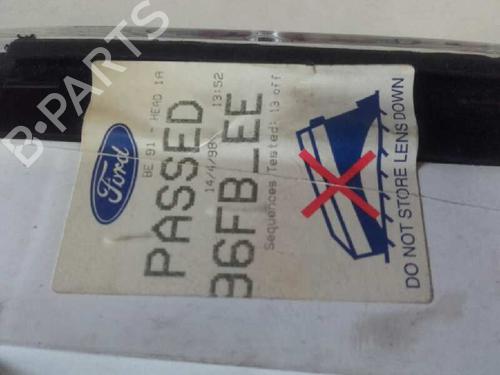 B-PARTS
Ford
BE 91 - HEAD 1A
PASSED
14/4/98 13:52
96FB_EE
Sequences Tested: 13 off
DO NOT STORE LENS DOWN